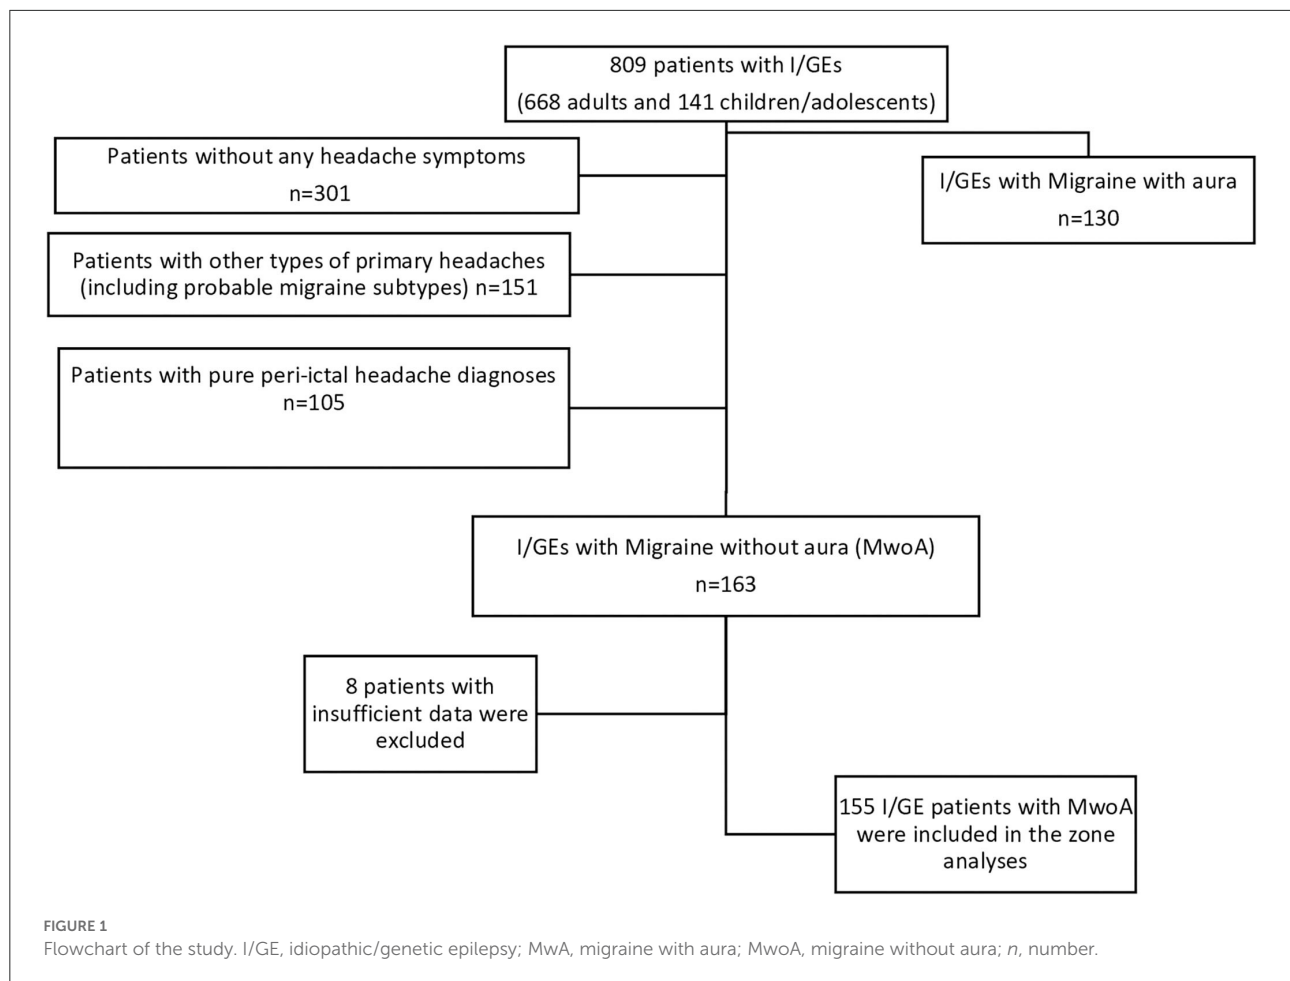 809 patients with I/GEs
(668 adults and 141 children/adolescents)
Patients without any headache symptoms
n=301
I/GEs with Migraine with aura
n=130
Patients with other types of primary headaches
(including probable migraine subtypes) n=151
Patients with pure peri-ictal headache diagnoses
n=105
I/GEs with Migraine without aura (MwoA)
n=163
8 patients with
insufficient data were
excluded
155 I/GE patients with MwoA
were included in the zone
analyses
FIGURE 1
Flowchart of the study. I/GE, idiopathic/genetic epilepsy; MwA, migraine with aura; MwoA, migraine without aura; n, number.